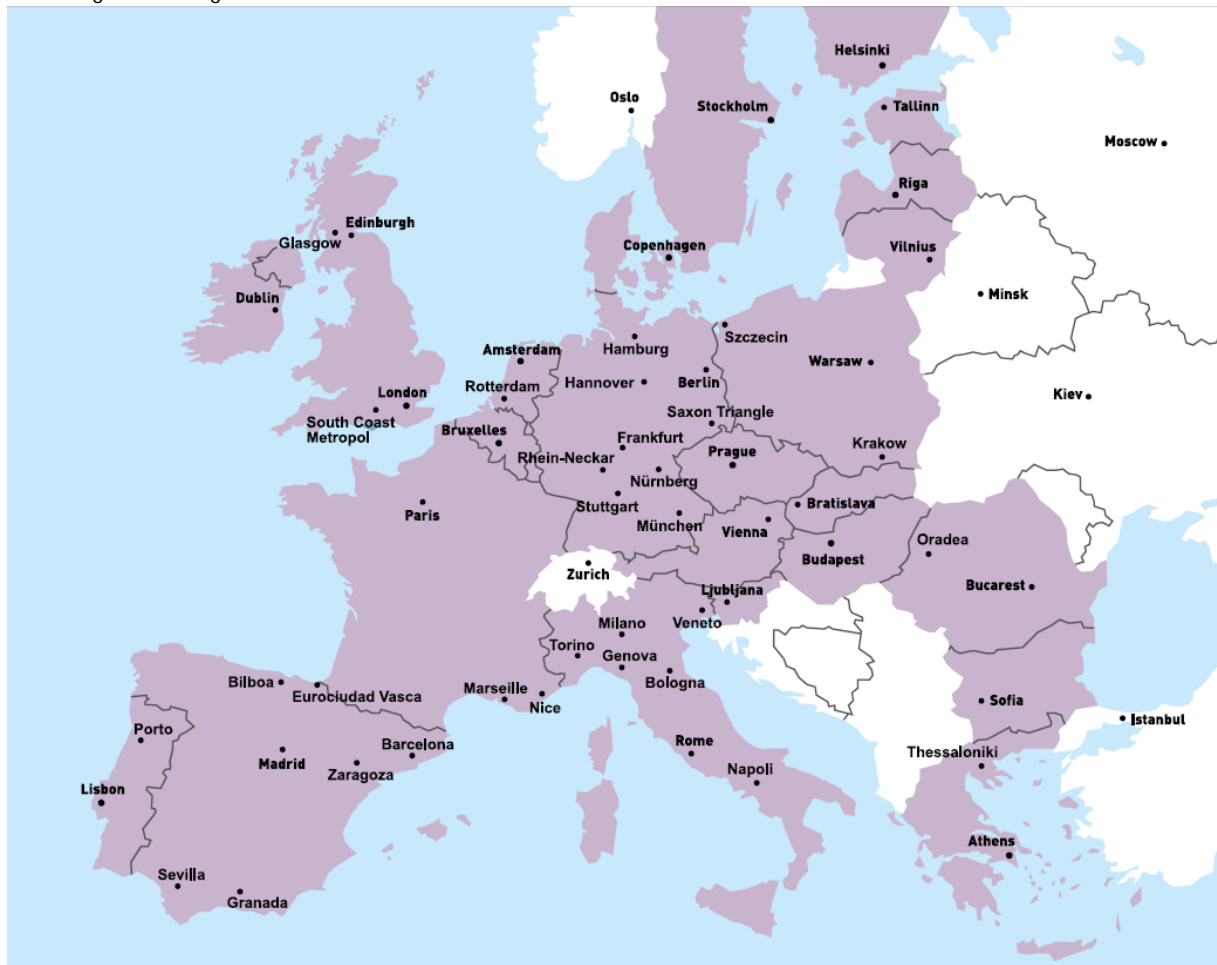 Helsinki
Oslo
Stockholm
Tallinn
Moscow
Riga
Edinburgh
Glasgow
Copenhagen
Vilnius
Dublin
Minsk
Szczecin
Amsterdam
Hamburg
Warsaw
Hannover
Berlin
Rotterdam
London
Kiev
Saxon Triangle
South Coast
Metropol
Bruxelles
Frankfurt
Krakow
Prague
Rhein-Neckar
Nürnberg
Stuttgart
Bratislava
Paris
München
Vienna
Oradea
Budapest
Zurich
Bucarest
Ljubljana
Milano
Veneto
Torino
Genova
Bilboa
Eurociudad Vasca
Marseille
Bologna
Nice
Sofia
Istanbul
Porto
Barcelona
Rome
Thessaloniki
Madrid
Zaragoza
Napoli
Lisbon
Athens
Sevilla
Granada